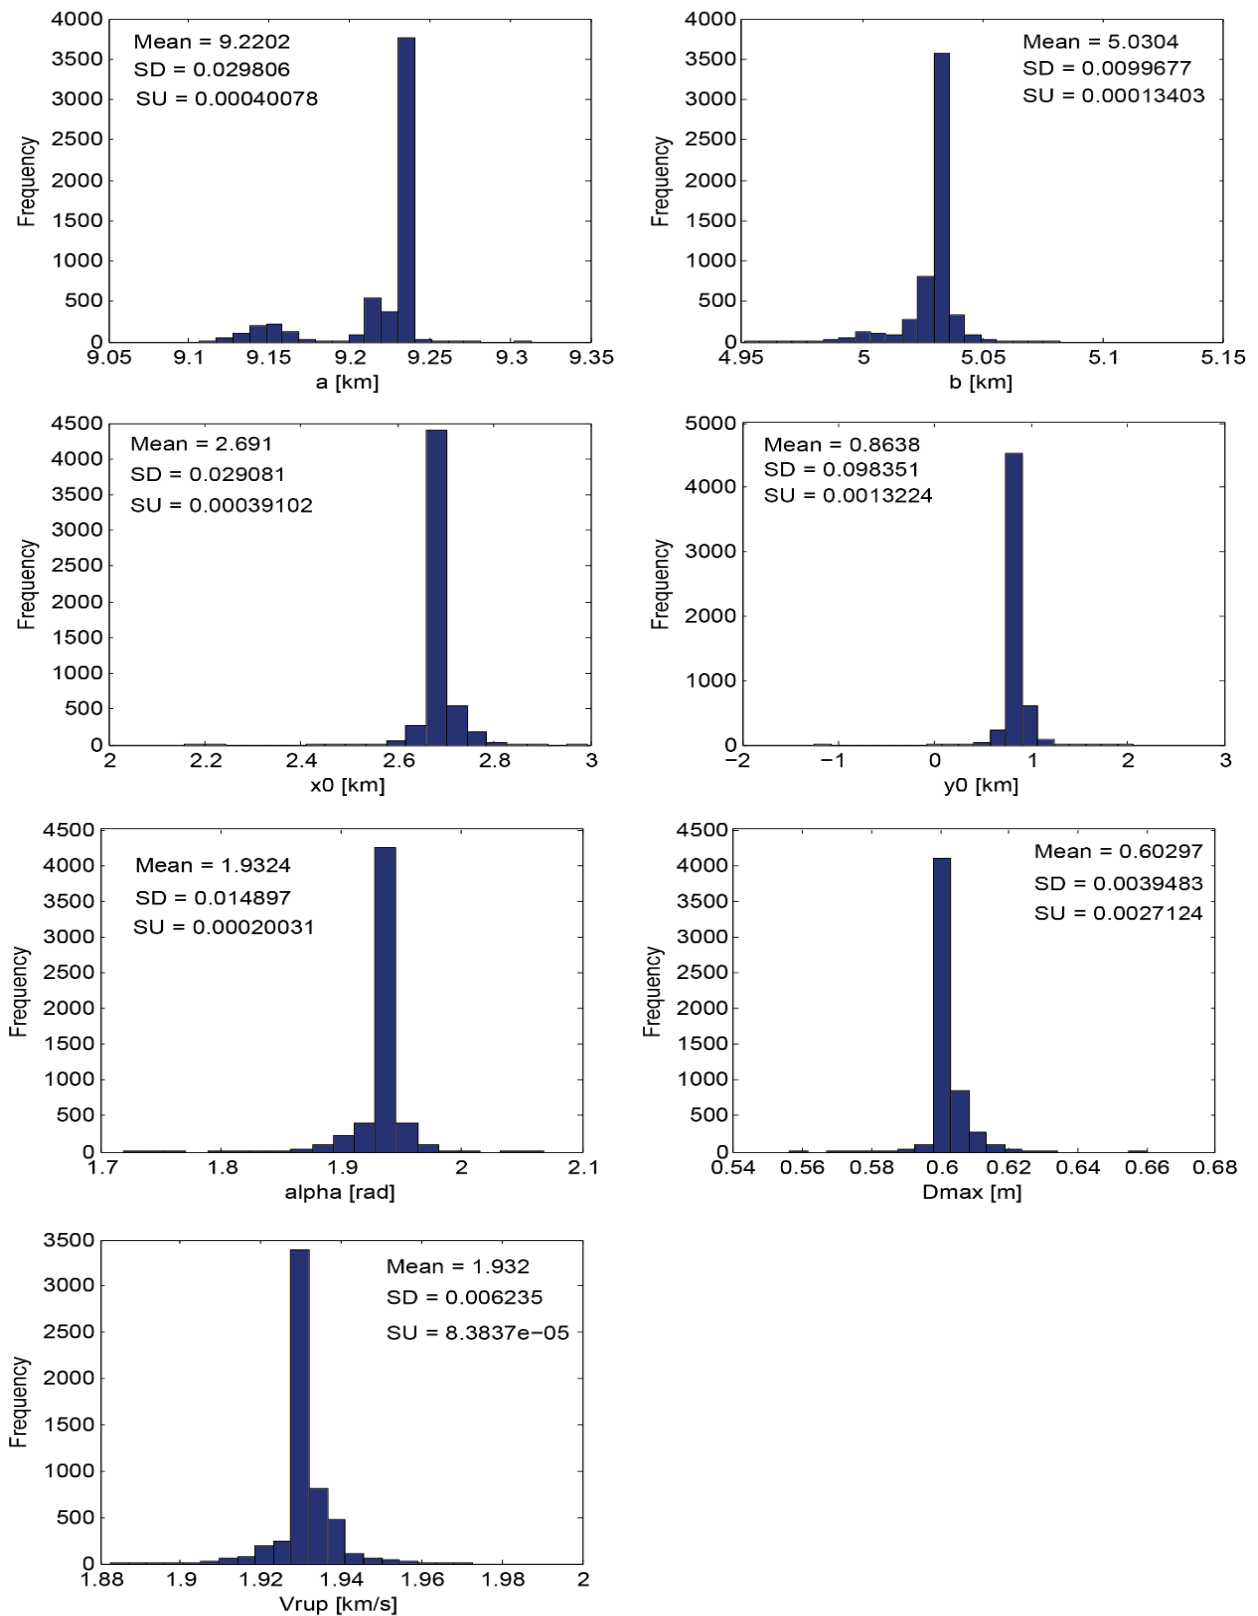 4000
3500
3000
2500
2000
1500
1000
500
0
Frequency
Mean = 9.2202
SD = 0.029806
SU = 0.00040078
9.05 9.1 9.15 9.2 9.25 9.3 9.35
a [km]
4000
3500
3000
2500
2000
1500
1000
500
0
Frequency
Mean = 5.0304
SD = 0.0099677
SU = 0.00013403
4.95 5 5.05 5.1 5.15
b [km]
4500
4000
3500
3000
2500
2000
1500
1000
500
0
Frequency
Mean = 2.691
SD = 0.029081
SU = 0.00039102
2 2.2 2.4 2.6 2.8 3
x0 [km]
5000
4000
3000
2000
1000
0
Frequency
Mean = 0.8638
SD = 0.098351
SU = 0.0013224
−2 −1 0 1 2 3
y0 [km]
4500
4000
3500
3000
2500
2000
1500
1000
500
0
Frequency
Mean = 1.9324
SD = 0.014897
SU = 0.00020031
1.7 1.8 1.9 2 2.1
alpha [rad]
4500
4000
3500
3000
2500
2000
1500
1000
500
0
Frequency
Mean = 0.60297
SD = 0.0039483
SU = 0.0027124
0.54 0.56 0.58 0.6 0.62 0.64 0.66 0.68
Dmax [m]
3500
3000
2500
2000
1500
1000
500
0
Frequency
Mean = 1.932
SD = 0.006235
SU = 8.3837e−05
1.88 1.9 1.92 1.94 1.96 1.98 2
Vrup [km/s]